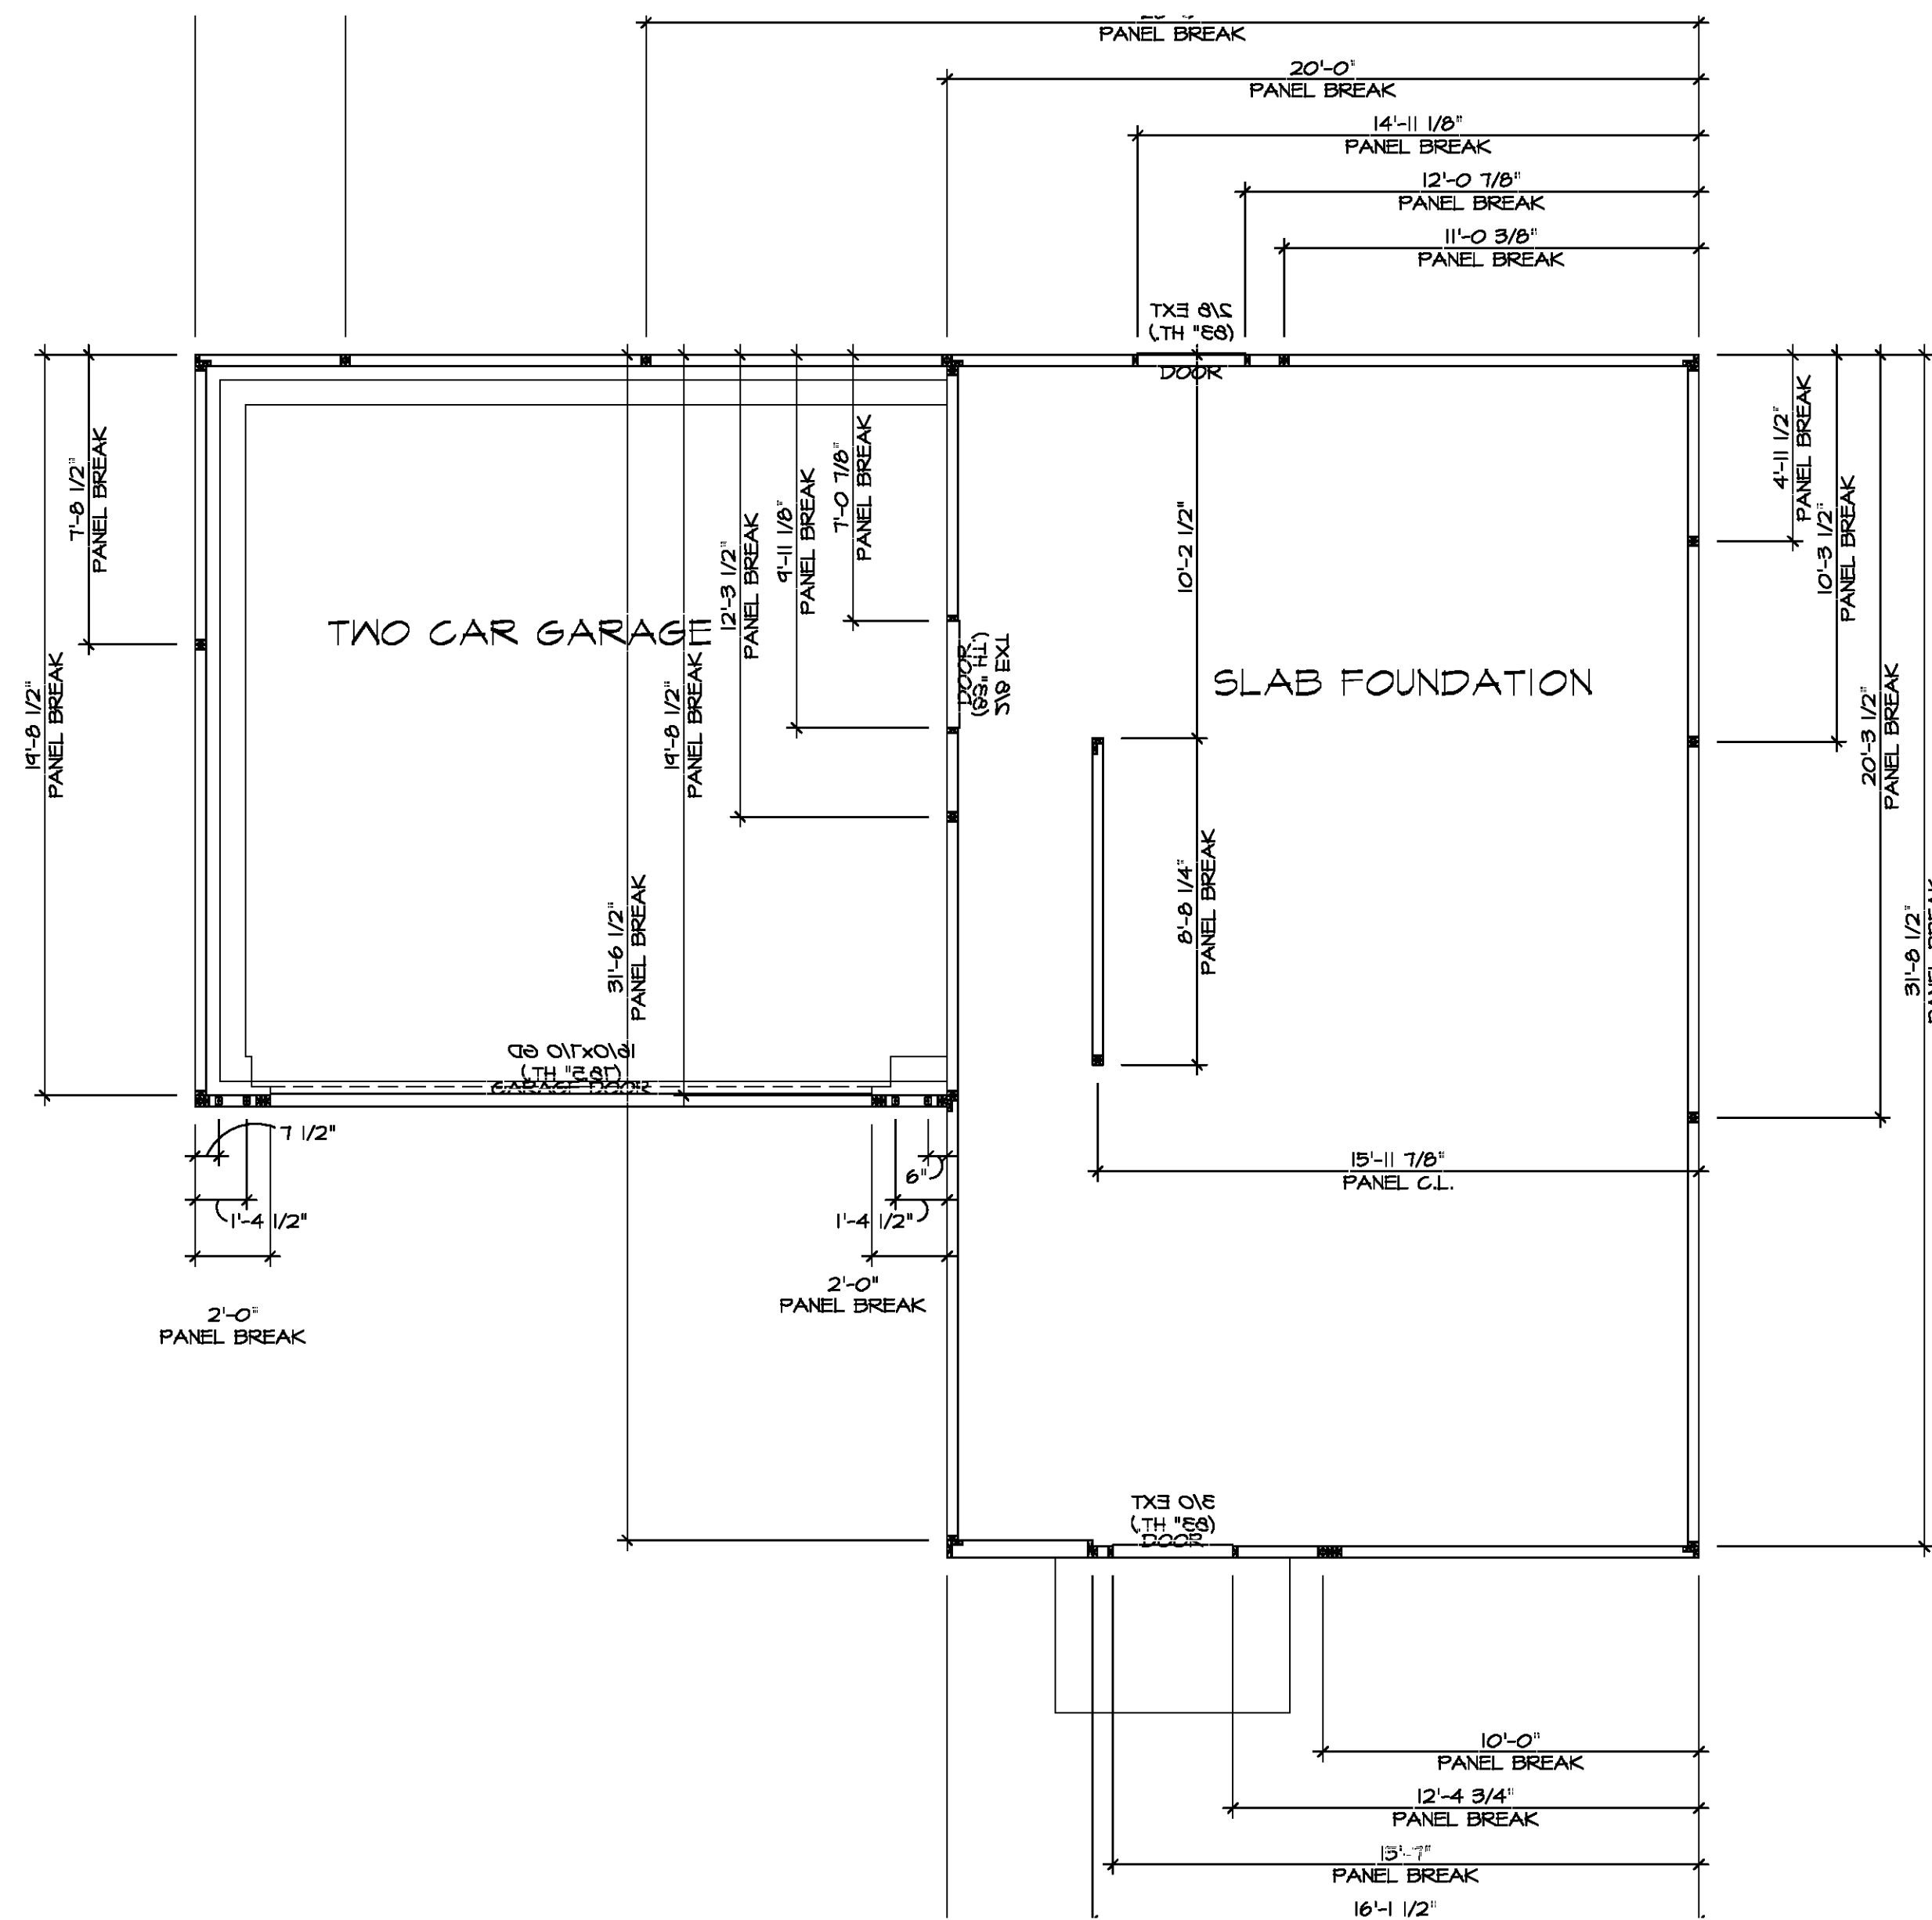 PANEL BREAK
20'-0"
PANEL BREAK
14'-11 1/8"
PANEL BREAK
12'-0 7/8"
PANEL BREAK
11'-0 3/8"
PANEL BREAK
2\8 EXT
(83" HT.)
DOOR
7'-8 1/2"
PANEL BREAK
19'-8 1/2"
PANEL BREAK
TWO CAR GARAGE
31'-6 1/2"
PANEL BREAK
19'-8 1/2"
PANEL BREAK
12'-3 1/2"
PANEL BREAK
9'-11 1/8"
PANEL BREAK
7'-0 7/8"
PANEL BREAK
DOOR
(83" HT.)
2\8 EXT
10'-2 1/2"
SLAB FOUNDATION
8'-8 1/4"
PANEL BREAK
4'-11 1/2"
PANEL BREAK
10'-3 1/2"
PANEL BREAK
20'-3 1/2"
PANEL BREAK
31'-8 1/2"
PANEL BREAK
16\0x7\0 GD
HT.)
GARAGE DOOR
7 1/2"
1'-4 1/2"
2'-0"
PANEL BREAK
6"
1'-4 1/2"
2'-0"
PANEL BREAK
15'-11 7/8"
PANEL C.L.
3\0 EXT
(83" HT.)
DOOR
10'-0"
PANEL BREAK
12'-4 3/4"
PANEL BREAK
15'-7"
PANEL BREAK
16'-1 1/2"